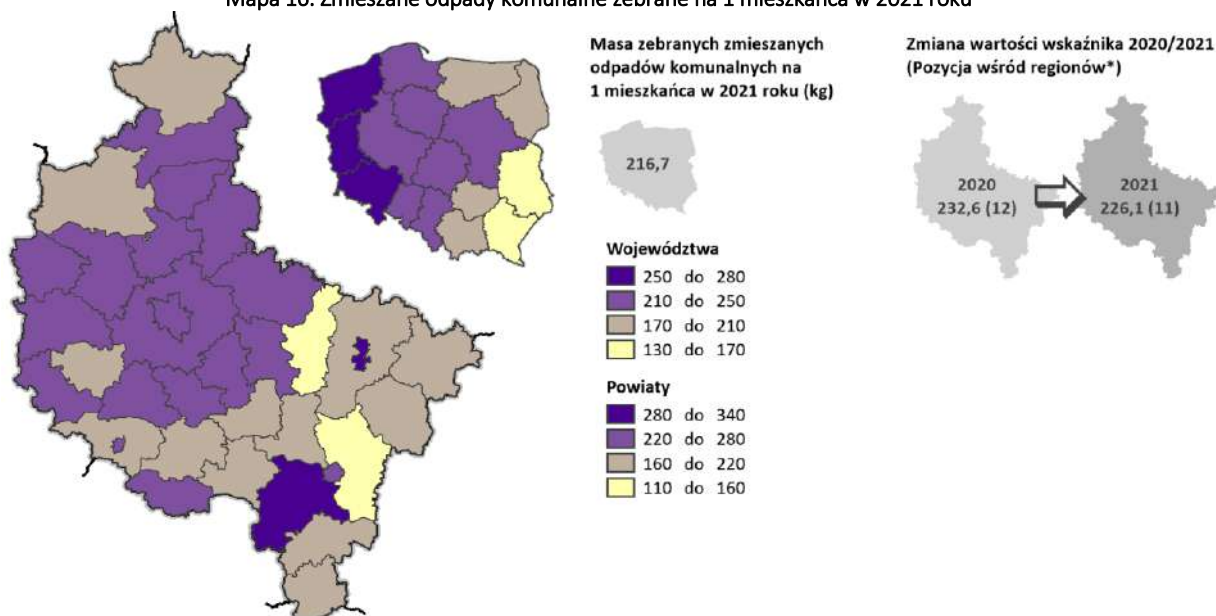 Mapa 16. Zmieszane odpady komunalne zebrane na 1 mieszkańca w 2021 roku
Masa zebranych zmieszanych
odpadów komunalnych na
1 mieszkańca w 2021 roku (kg)
216,7
Zmiana wartości wskaźnika 2020/2021
(Pozycja wśród regionów*)
2020
232,6 (12)
2021
226,1 (11)
Województwa
250 do 280
210 do 250
170 do 210
130 do 170
Powiaty
280 do 340
220 do 280
160 do 220
110 do 160